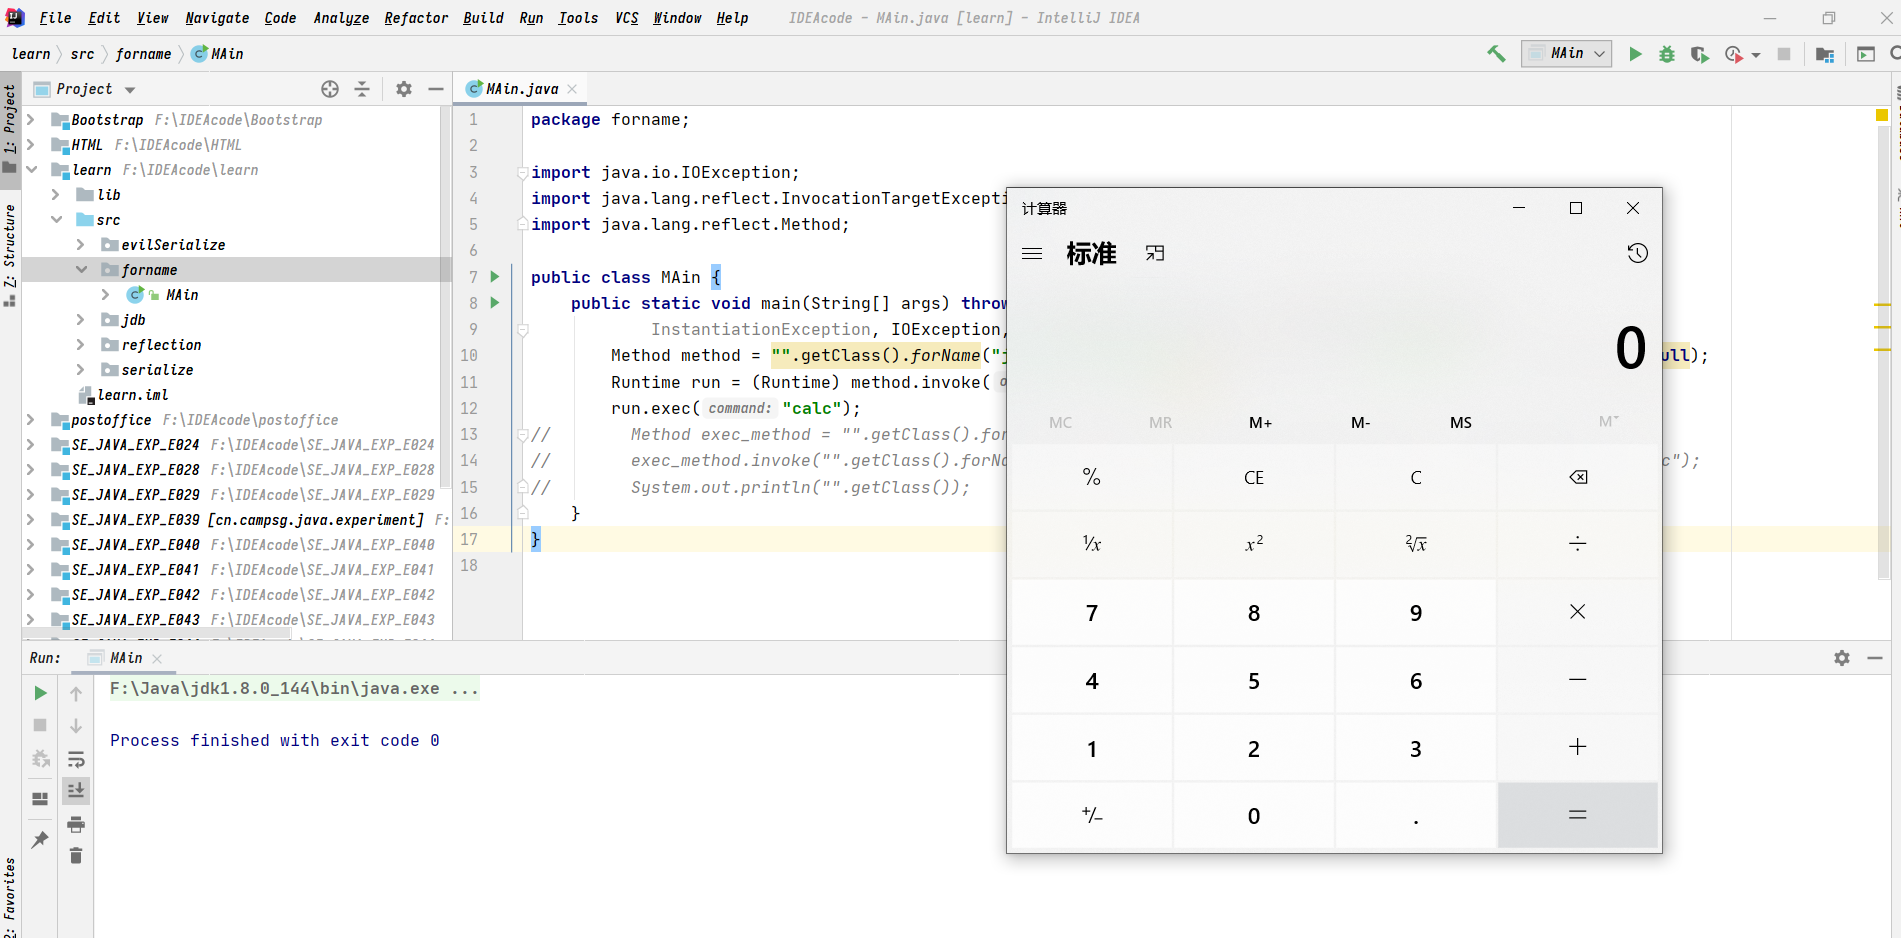 File Edit View Navigate Code Analyze Refactor Build Run Tools VCS Window Help IDEAcode - MAin.java [learn] - IntelliJ IDEA
learn src forname MAin
MAin
1: Project
Z: Structure
2: Favorites
Project
Bootstrap F:\IDEAcode\Bootstrap
HTML F:\IDEAcode\HTML
learn F:\IDEAcode\learn
lib
src
evilSerialize
forname
MAin
jdb
reflection
serialize
learn.iml
postoffice F:\IDEAcode\postoffice
SE_JAVA_EXP_E024 F:\IDEAcode\SE_JAVA_EXP_E024
SE_JAVA_EXP_E028 F:\IDEAcode\SE_JAVA_EXP_E028
SE_JAVA_EXP_E029 F:\IDEAcode\SE_JAVA_EXP_E029
SE_JAVA_EXP_E039 [cn.campsg.java.experiment] F:
SE_JAVA_EXP_E040 F:\IDEAcode\SE_JAVA_EXP_E040
SE_JAVA_EXP_E041 F:\IDEAcode\SE_JAVA_EXP_E041
SE_JAVA_EXP_E042 F:\IDEAcode\SE_JAVA_EXP_E042
SE_JAVA_EXP_E043 F:\IDEAcode\SE_JAVA_EXP_E043
MAin.java
1 package forname;
2
3 import java.io.IOException;
4 import java.lang.reflect.InvocationTargetExcepti
5 import java.lang.reflect.Method;
6
7 public class MAin {
8 public static void main(String[] args) throw
9 InstantiationException, IOException,
10 Method method = "".getClass().forName("j ull);
11 Runtime run = (Runtime) method.invoke( o
12 run.exec( command: "calc");
13 // Method exec_method = "".getClass().for
14 // exec_method.invoke("".getClass().forNa c");
15 // System.out.println("".getClass());
16 }
17 }
18
计算器
标准
0
MC MR M+ M- MS M˅
% CE C
¹/x x² ²√x ÷
7 8 9 ×
4 5 6 −
1 2 3 +
+/− 0 . =
Run: MAin
F:\Java\jdk1.8.0_144\bin\java.exe ...
Process finished with exit code 0